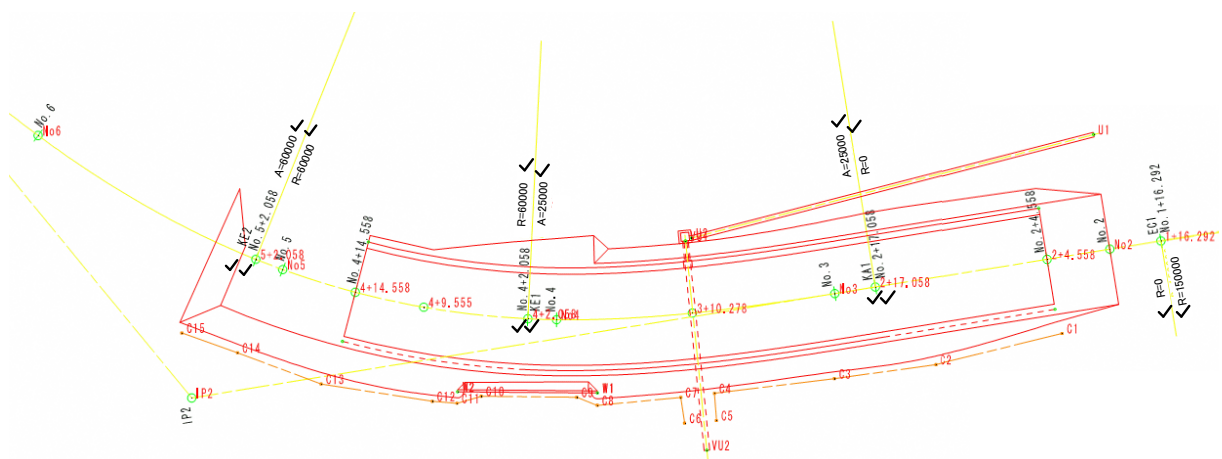 No.6
No6
KE2
No.5+2.058
5+2.058
No.5
No5
A=60000
R=60000
No.4+14.558
4+14.558
4+9.555
R=60000
A=25000
No.4+2.058
KE1
No.4
No4
U2
3+10.278
U1
A=25000
R=0
No.3
No3
KA1
No.2+17.058
2+17.058
No.2+4.558
2+4.558
No.2
No2
EC1
No.1+16.292
1+16.292
R=0
R=150000
C15
C14
C13
C12
C11
W2
C10
C9
W1
C8
C7
C6
C4
C5
C3
C2
C1
IP2
IP2
VU2